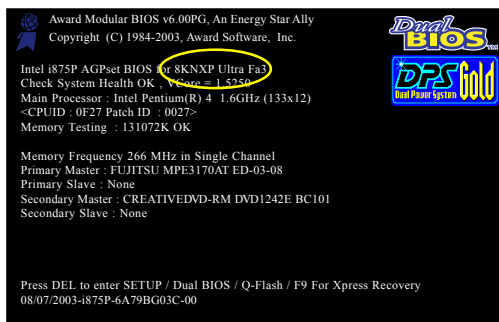 Award Modular BIOS v6.00PG, An Energy Star Ally
Copyright (C) 1984-2003, Award Software, Inc.
Dual
BIOS
Intel i875P AGPset BIOS for 8KNXP Ultra Fa3
Check System Health OK , VCore = 1.5250
Main Processor : Intel Pentium(R) 4 1.6GHz (133x12)
<CPUID : 0F27 Patch ID : 0027>
Memory Testing : 131072K OK
DPS
Gold
Dual Power System
Memory Frequency 266 MHz in Single Channel
Primary Master : FUJITSU MPE3170AT ED-03-08
Primary Slave : None
Secondary Master : CREATIVEDVD-RM DVD1242E BC101
Secondary Slave : None
Press DEL to enter SETUP / Dual BIOS / Q-Flash / F9 For Xpress Recovery
08/07/2003-i875P-6A79BG03C-00